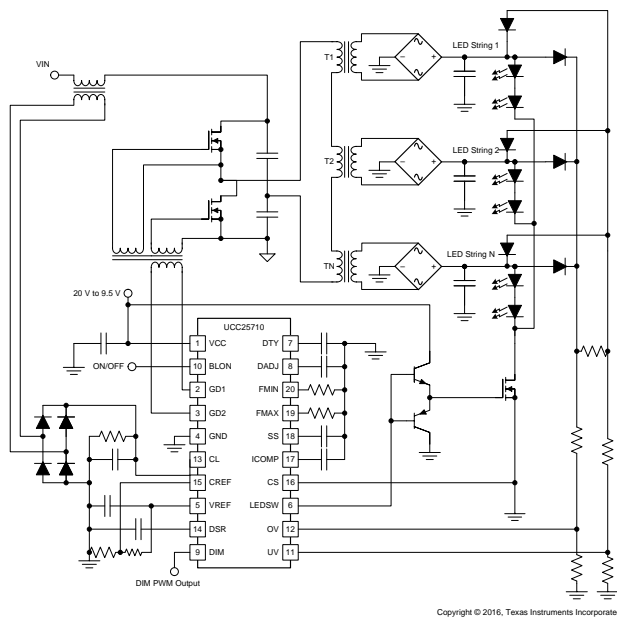 LED String 1
T1
VIN
LED String 2
T2
LED String N
TN
20 V to 9.5 V
UCC25710
1 VCC DTY 7
ON/OFF
10 BLON DADJ 8
2 GD1 FMIN 20
3 GD2 FMAX 19
4 GND SS 18
13 CL ICOMP 17
15 CREF CS 16
5 VREF LEDSW 6
14 DSR OV 12
9 DIM UV 11
DIM PWM Output
Copyright © 2016, Texas Instruments Incorporate